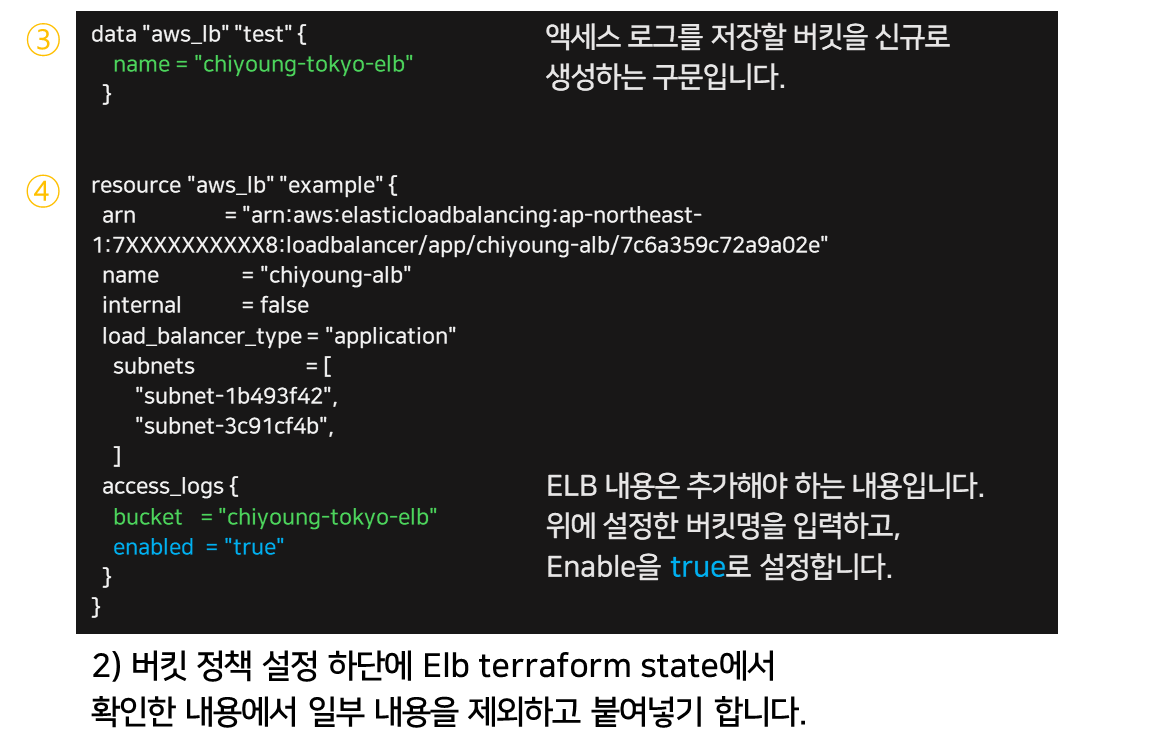 ③
data "aws_lb" "test" {
name = "chiyoung-tokyo-elb"
}
액세스 로그를 저장할 버킷을 신규로
생성하는 구문입니다.
④
resource "aws_lb" "example" {
arn = "arn:aws:elasticloadbalancing:ap-northeast-
1:7XXXXXXXXXX8:loadbalancer/app/chiyoung-alb/7c6a359c72a9a02e"
name = "chiyoung-alb"
internal = false
load_balancer_type = "application"
subnets = [
"subnet-1b493f42",
"subnet-3c91cf4b",
]
access_logs {
bucket = "chiyoung-tokyo-elb"
enabled = "true"
}
}
ELB 내용은 추가해야 하는 내용입니다.
위에 설정한 버킷명을 입력하고,
Enable을 true로 설정합니다.
2) 버킷 정책 설정 하단에 Elb terraform state에서
확인한 내용에서 일부 내용을 제외하고 붙여넣기 합니다.